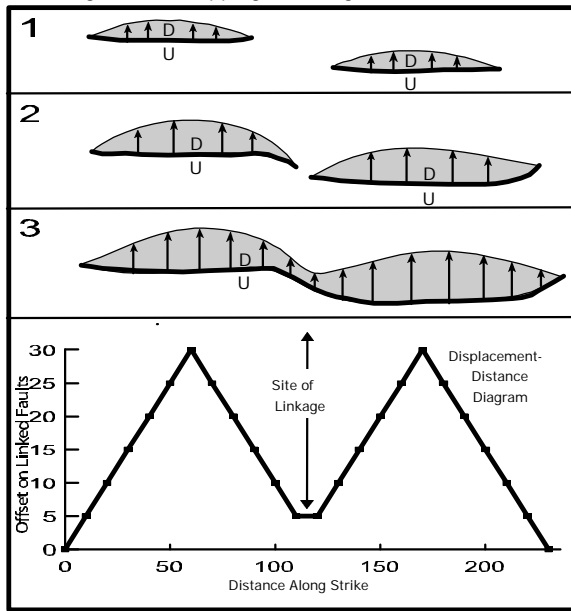 1
D
U
D
U
2
D
U
D
U
3
D
U
30
25
20
15
10
5
0
Offset on Linked Faults
Site of
Linkage
Displacement-
Distance
Diagram
0 50 100 150 200
Distance Along Strike